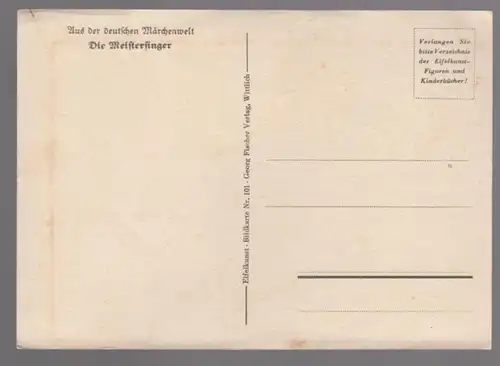 Aus der deutschen Märchenwelt
Die Meistersinger
Eifelkunst - Bildkarte Nr. 101 - Georg Fischer Verlag, Wittlich
Verlangen Sie
bitte Verzeichnis
der Eifelkunst-
Figuren und
Kinderbücher!